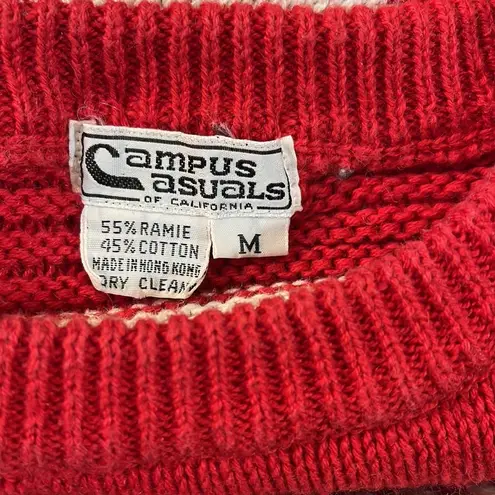 Campus
Casuals
OF CALIFORNIA
55% RAMIE
45% COTTON
MADE IN HONG KONG
DRY CLEAN
M